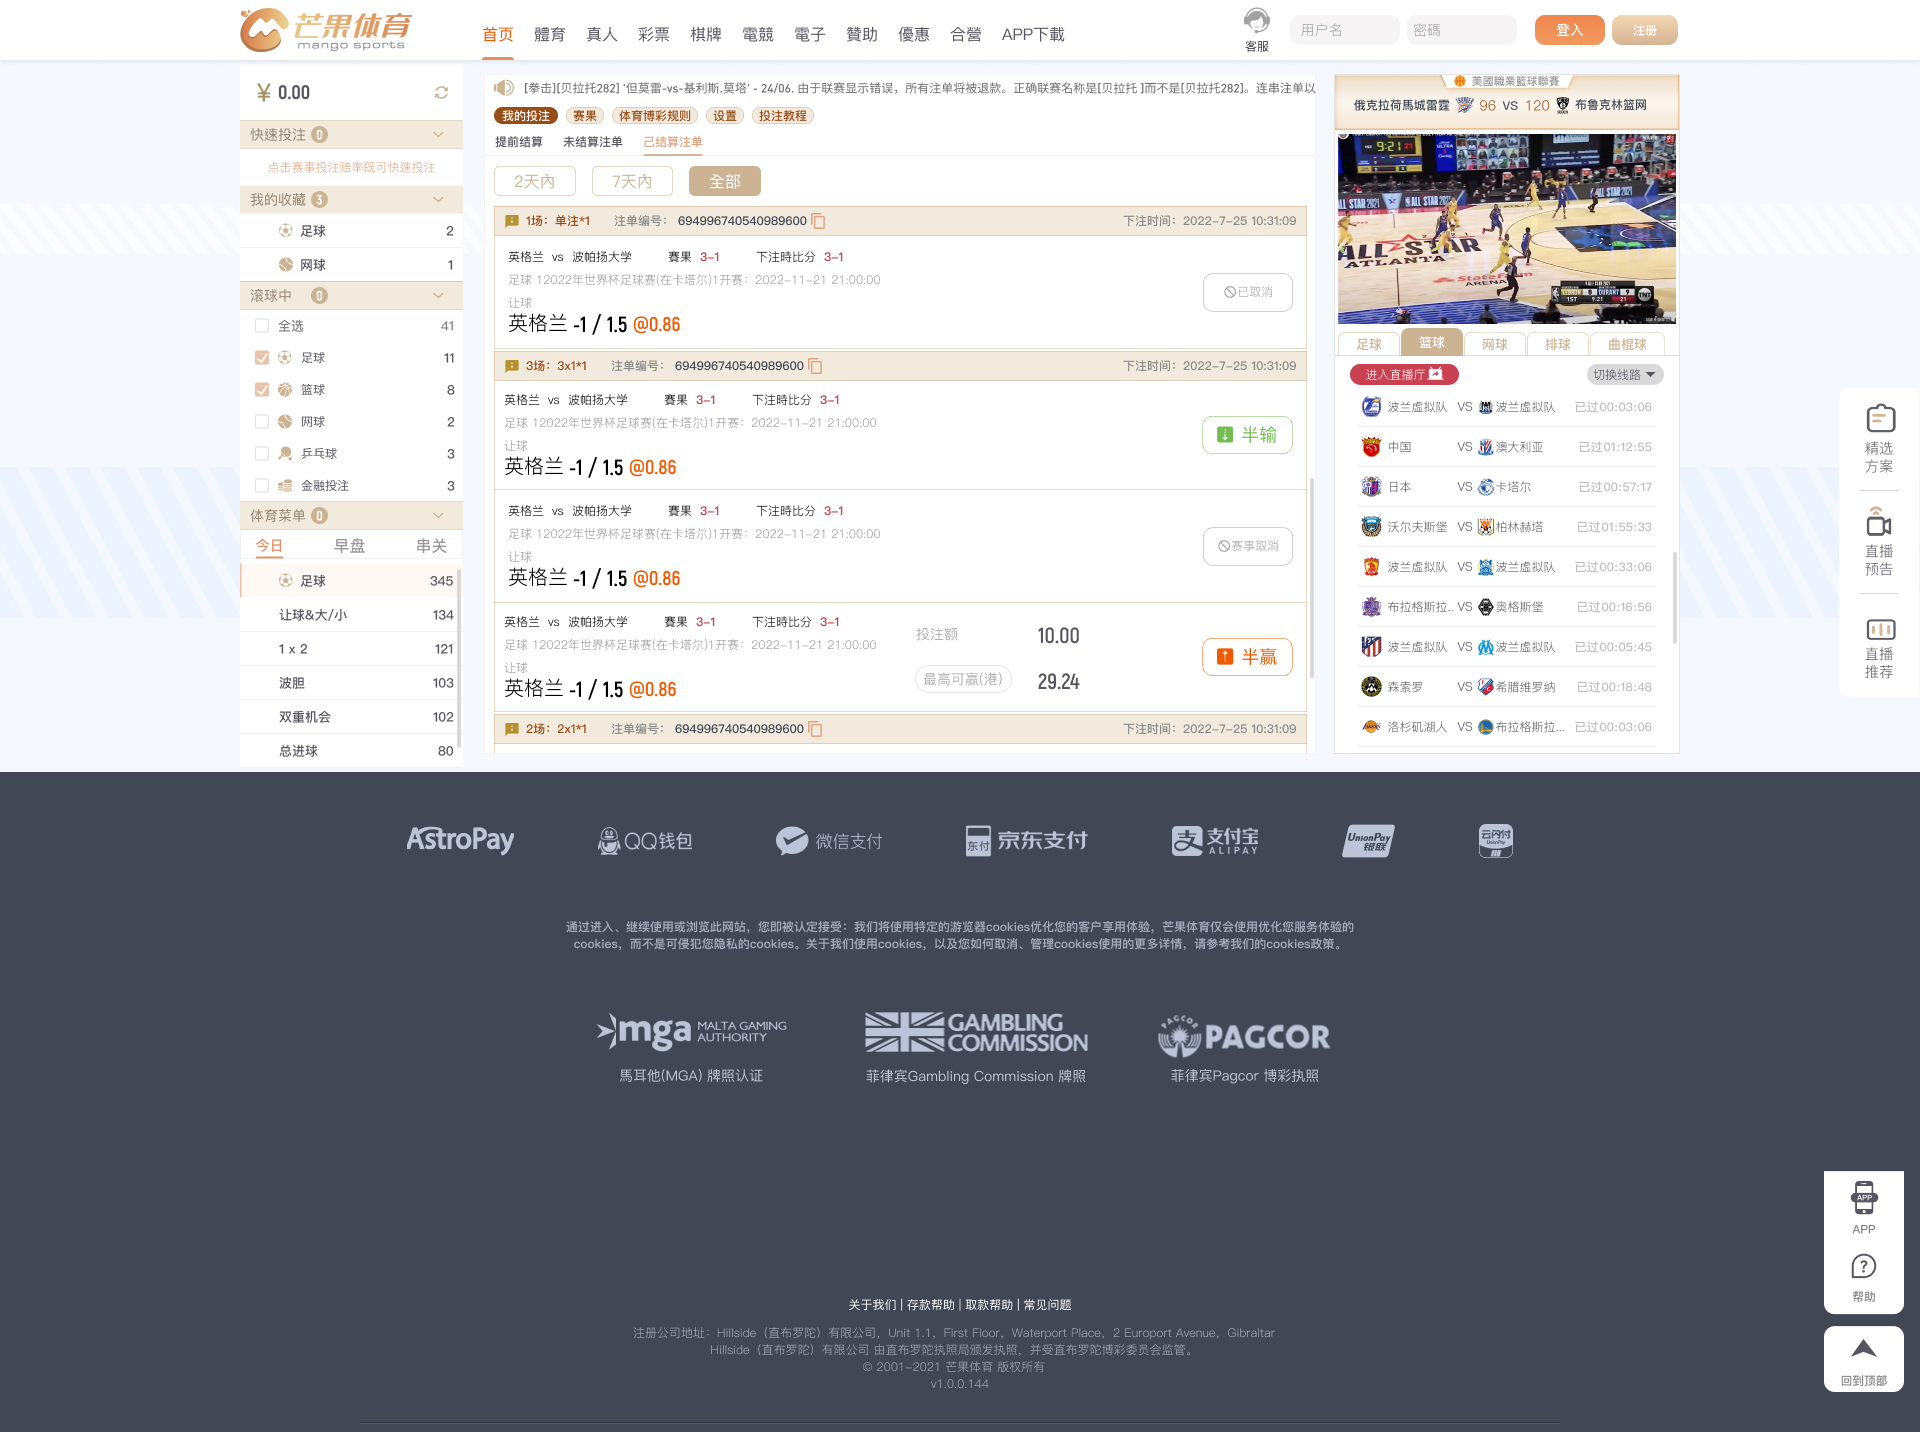 芒果体育
mango sports
首页 體育 真人 彩票 棋牌 電競 電子 贊助 優惠 合營 APP下載
客服
用户名 密碼 登入 注册
¥ 0.00
快速投注 0
点击赛事投注赔率既可快速投注
我的收藏 3
足球 2
网球 1
滚球中 0
全选 41
足球 11
篮球 8
网球 2
乒乓球 3
金融投注 3
体育菜单 0
今日 早盘 串关
足球 345
让球&大/小 134
1 x 2 121
波胆 103
双重机会 102
总进球 80
[拳击][贝拉托282] '但莫雷-vs-基利斯.莫塔' - 24/06. 由于联赛显示错误，所有注单将被退款。正确联赛名称是[贝拉托 ]而不是[贝拉托282]。连串注单以
我的投注 赛果 体育博彩规则 设置 投注教程
提前结算 未结算注单 己结算注单
2天內 7天內 全部
1场：单注*1 注单编号： 694996740540989600 下注时间：2022-7-25 10:31:09
英格兰 vs 波帕扬大学 賽果 3-1 下注時比分 3-1
足球 12022年世界杯足球赛(在卡塔尔)1开赛：2022-11-21 21:00:00
让球
英格兰 -1 / 1.5 @0.86
已取消
3场：3x1*1 注单编号： 694996740540989600 下注时间：2022-7-25 10:31:09
英格兰 vs 波帕扬大学 賽果 3-1 下注時比分 3-1
足球 12022年世界杯足球赛(在卡塔尔)1开赛：2022-11-21 21:00:00
让球
英格兰 -1 / 1.5 @0.86
半输
英格兰 vs 波帕扬大学 賽果 3-1 下注時比分 3-1
足球 12022年世界杯足球赛(在卡塔尔)1开赛：2022-11-21 21:00:00
让球
英格兰 -1 / 1.5 @0.86
赛事取消
英格兰 vs 波帕扬大学 賽果 3-1 下注時比分 3-1
足球 12022年世界杯足球赛(在卡塔尔)1开赛：2022-11-21 21:00:00
让球
英格兰 -1 / 1.5 @0.86
投注额 10.00
最高可赢(港) 29.24
半赢
2场：2x1*1 注单编号： 694996740540989600 下注时间：2022-7-25 10:31:09
美國職業籃球聯賽
俄克拉荷馬城雷霆 96 VS 120 布鲁克林篮网
9:21
ALL STAR 2021
ALL STAR
ATLANTA
State Farm
ARENA
1ST 9:21 21
TNT
足球 篮球 网球 排球 曲棍球
进入直播厅 切换线路
波兰虚拟队 VS 波兰虚拟队 已过00:03:06
中国 VS 澳大利亚 已过01:12:55
日本 VS 卡塔尔 已过00:57:17
沃尔夫斯堡 VS 柏林赫塔 已过01:55:33
波兰虚拟队 VS 波兰虚拟队 已过00:33:06
布拉格斯拉.. VS 奥格斯堡 已过00:16:56
波兰虚拟队 VS 波兰虚拟队 已过00:05:45
森索罗 VS 希腊维罗纳 已过00:18:48
洛杉矶湖人 VS 布拉格斯拉... 已过00:03:06
精选
方案
直播
预告
直播
推荐
AstroPay QQ钱包 微信支付 东付 京东支付 支 支付宝 ALIPAY UnionPay 银联 云闪付 UnionPay
通过进入、继续使用或浏览此网站，您即被认定接受：我们将使用特定的游览器cookies优化您的客户享用体验，芒果体育仅会使用优化您服务体验的
cookies，而不是可侵犯您隐私的cookies。关于我们使用cookies，以及您如何取消、管理cookies使用的更多详情，请参考我们的cookies政策。
mga MALTA GAMING AUTHORITY
GAMBLING COMMISSION
PAGCOR
PAGCOR
馬耳他(MGA) 牌照认证
菲律宾Gambling Commission 牌照
菲律宾Pagcor 博彩执照
APP
APP
帮助
回到顶部
关于我们 | 存款帮助 | 取款帮助 | 常见问题
注册公司地址：Hillside（直布罗陀）有限公司，Unit 1.1，First Floor，Waterport Place，2 Europort Avenue，Gibraltar
Hillside（直布罗陀）有限公司 由直布罗陀执照局颁发执照，并受直布罗陀博彩委员会监管。
© 2001-2021 芒果体育 版权所有
v1.0.0.144